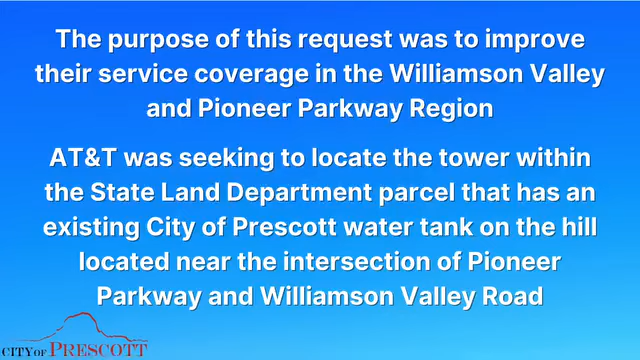 The purpose of this request was to improve
their service coverage in the Williamson Valley
and Pioneer Parkway Region
AT&T was seeking to locate the tower within
the State Land Department parcel that has an
existing City of Prescott water tank on the hill
located near the intersection of Pioneer
Parkway and Williamson Valley Road
CITY OF PRESCOTT